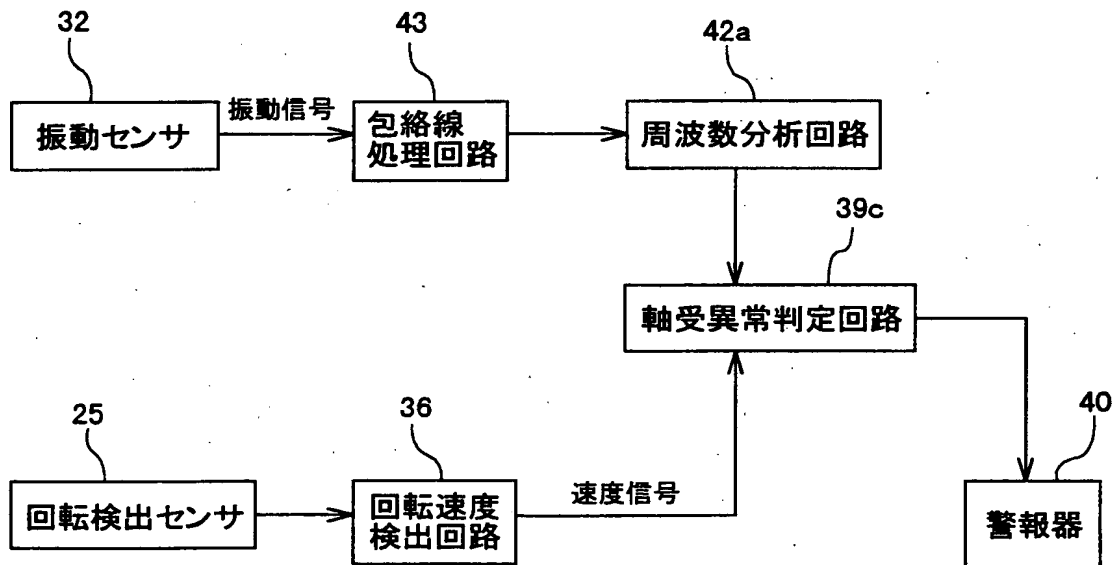 32
43
42a
振動センサ
振動信号
包絡線
処理回路
周波数分析回路
39c
軸受異常判定回路
25
36
40
回転検出センサ
回転速度
検出回路
速度信号
警報器